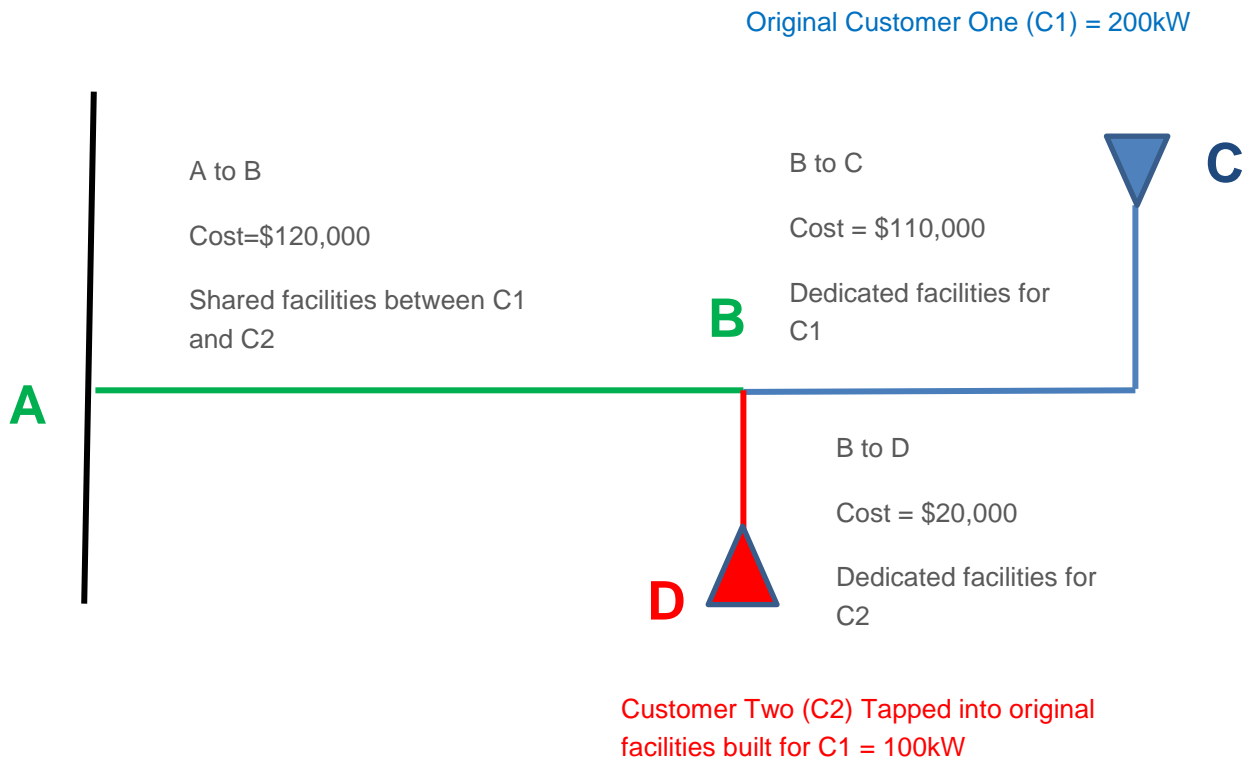 Original Customer One (C1) = 200kW
A to B
Cost=$120,000
Shared facilities between C1
and C2
B to C
Cost = $110,000
Dedicated facilities for
C1
C
B
A
B to D
Cost = $20,000
Dedicated facilities for
C2
D
Customer Two (C2) Tapped into original
facilities built for C1 = 100kW